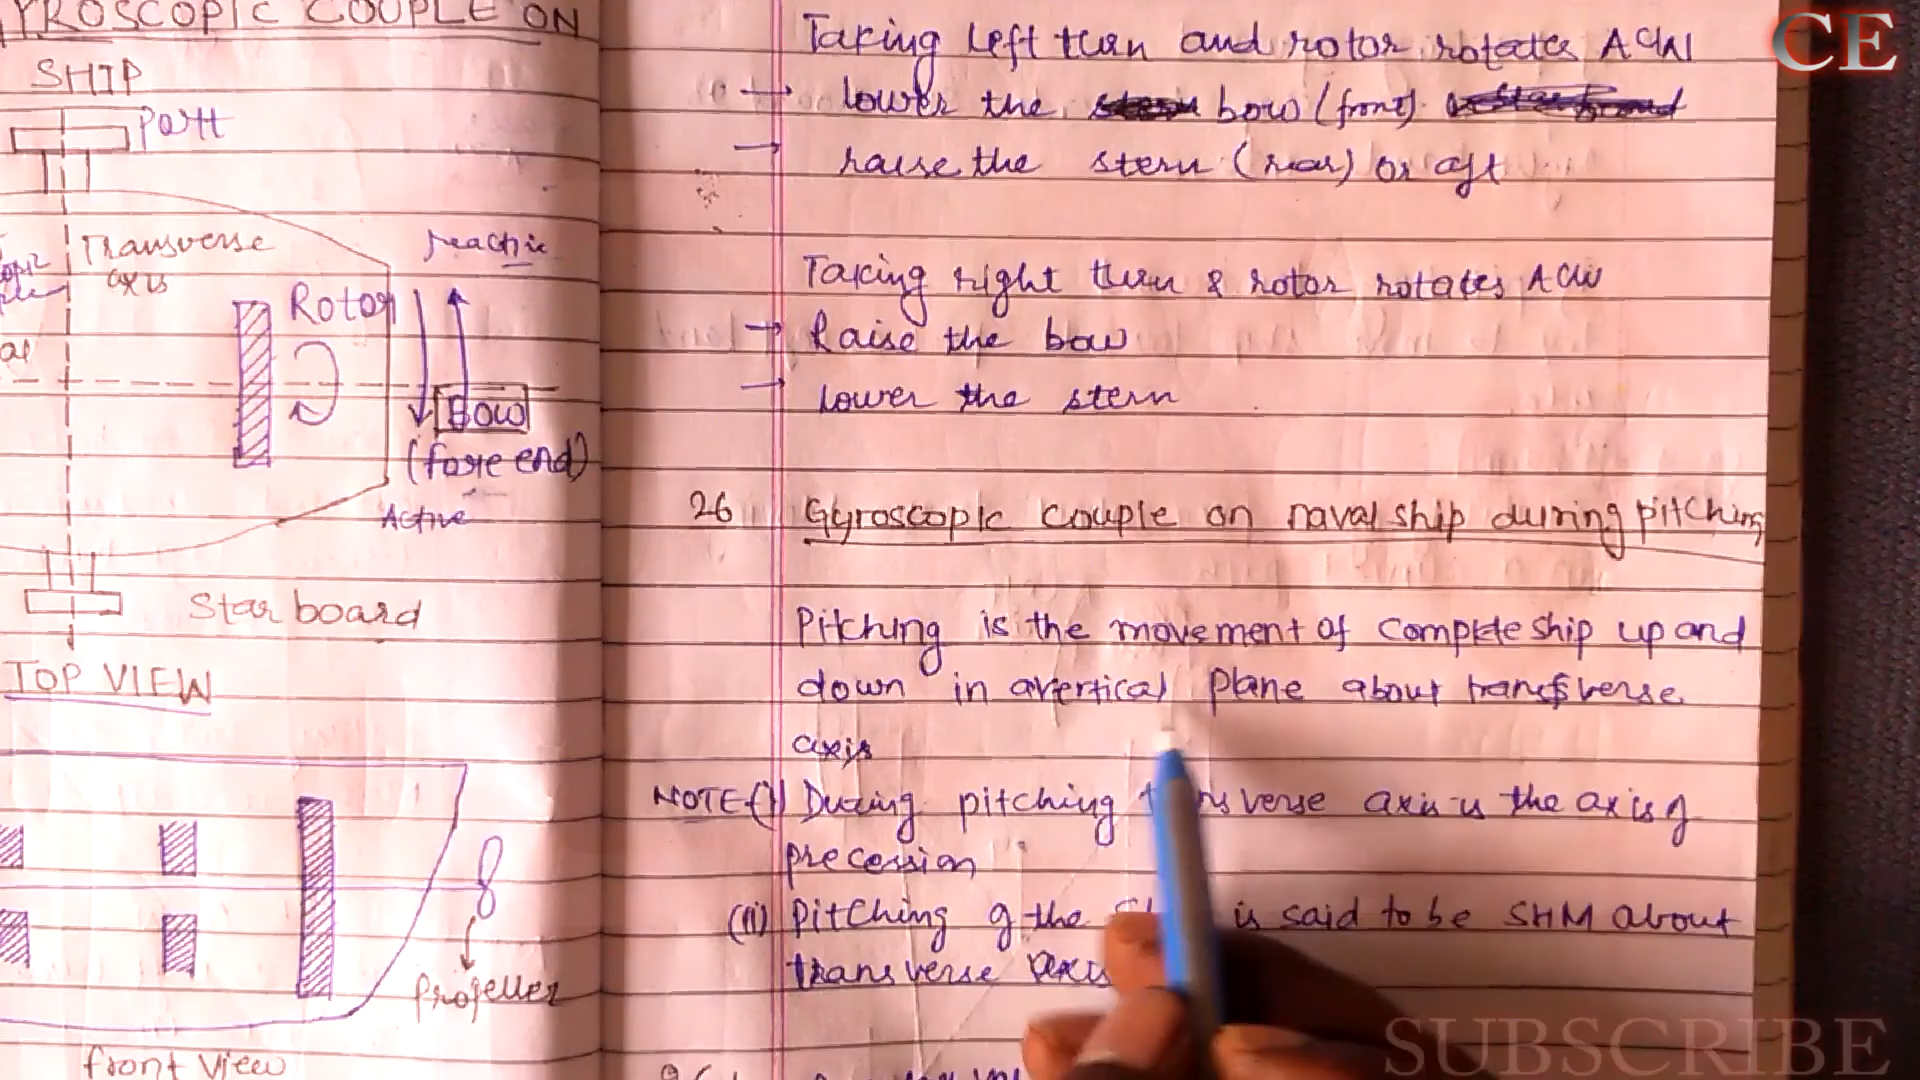 GYROSCOPIC COUPLE ON
SHIP
Port
Transverse
axis
reactive
Rotor
Bow
(fore end)
Active
Star board
TOP VIEW
Propeller
front view
Taking left turn and rotor rotates ACW
→ lower the bow (front)
→ raise the stern (rear) or aft
Taking right turn & rotor rotates ACW
→ Raise the bow
→ lower the stern
26 Gyroscopic couple on naval ship during pitching
Pitching is the movement of complete ship up and
down in a vertical plane about transverse
axis
NOTE-(i) During pitching transverse axis is the axis of
precession
(ii) pitching of the is said to be SHM about
transverse axis
CE
SUBSCRIBE